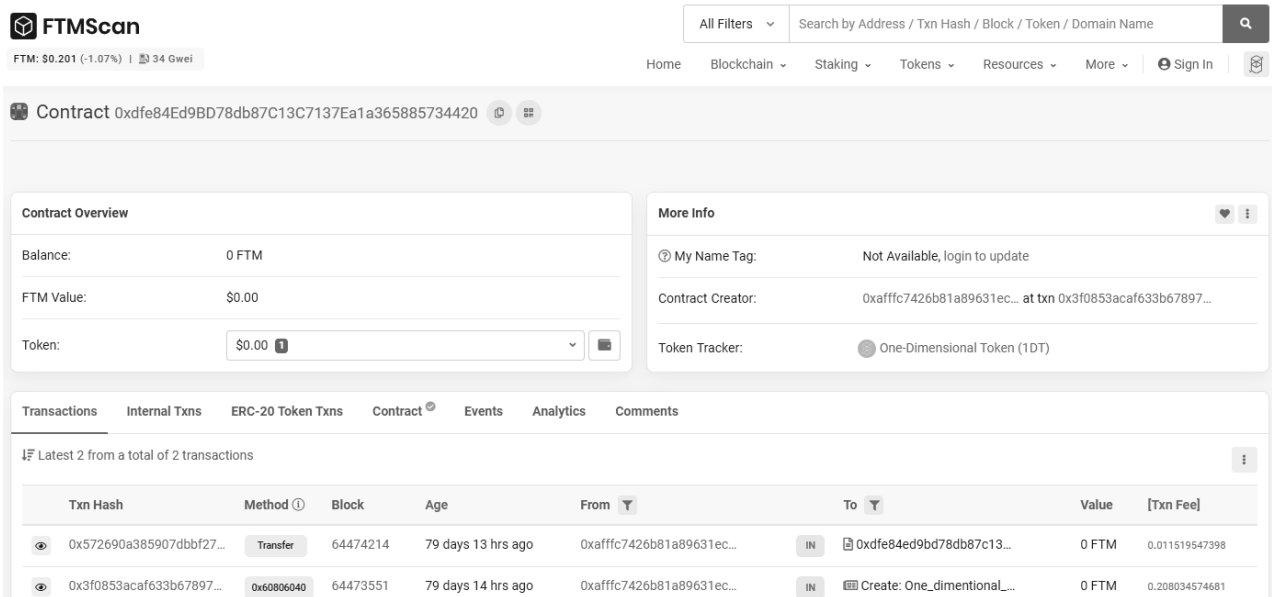 FTMScan
All Filters
Search by Address / Txn Hash / Block / Token / Domain Name
FTM: $0.201 (-1.07%) | 34 Gwei
Home Blockchain Staking Tokens Resources More Sign In
Contract 0xdfe84Ed9BD78db87C13C7137Ea1a365885734420
Contract Overview
Balance: 0 FTM
FTM Value: $0.00
Token: $0.00 1
More Info
My Name Tag: Not Available, login to update
Contract Creator: 0xafffc7426b81a89631ec... at txn 0x3f0853acaf633b67897...
Token Tracker: One-Dimensional Token (1DT)
Transactions Internal Txns ERC-20 Token Txns Contract Events Analytics Comments
Latest 2 from a total of 2 transactions
Txn Hash Method Block Age From To Value [Txn Fee]
0x572690a385907dbbf27... Transfer 64474214 79 days 13 hrs ago 0xafffc7426b81a89631ec... IN 0xdfe84ed9bd78db87c13... 0 FTM 0.011519547398
0x3f0853acaf633b67897... 0x60806040 64473551 79 days 14 hrs ago 0xafffc7426b81a89631ec... IN Create: One_dimentional_... 0 FTM 0.208034574681